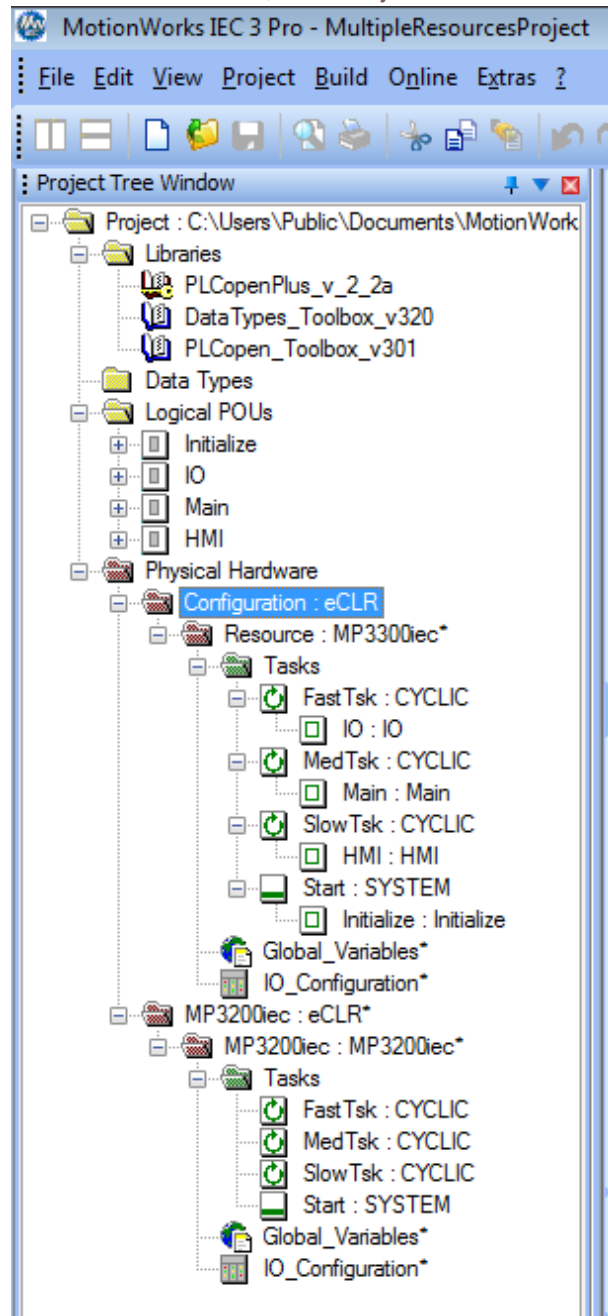 MotionWorks IEC 3 Pro - MultipleResourcesProject
File Edit View Project Build Online Extras ?
Project Tree Window
Project : C:\Users\Public\Documents\MotionWork
Libraries
PLCopenPlus_v_2_2a
DataTypes_Toolbox_v320
PLCopen_Toolbox_v301
Data Types
Logical POUs
Initialize
IO
Main
HMI
Physical Hardware
Configuration : eCLR
Resource : MP3300iec*
Tasks
FastTsk : CYCLIC
IO : IO
MedTsk : CYCLIC
Main : Main
SlowTsk : CYCLIC
HMI : HMI
Start : SYSTEM
Initialize : Initialize
Global_Variables*
IO_Configuration*
MP3200iec : eCLR*
MP3200iec : MP3200iec*
Tasks
FastTsk : CYCLIC
MedTsk : CYCLIC
SlowTsk : CYCLIC
Start : SYSTEM
Global_Variables*
IO_Configuration*